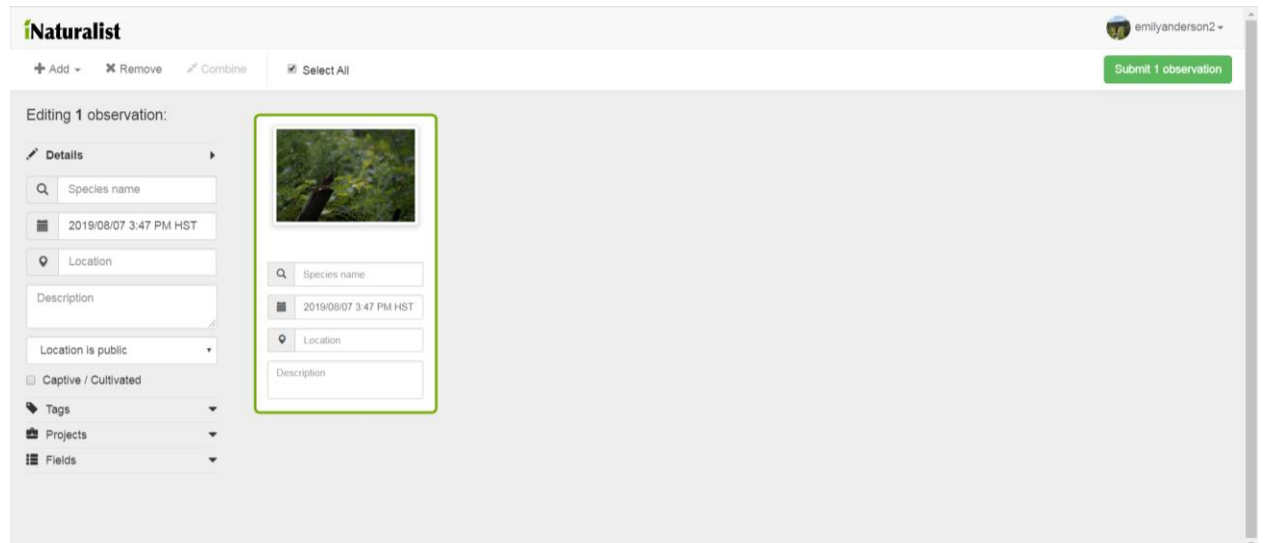 iNaturalist
emilyanderson2
Add
Remove
Combine
Select All
Submit 1 observation
Editing 1 observation:
Details
Species name
2019/08/07 3:47 PM HST
Location
Description
Location is public
Captive / Cultivated
Tags
Projects
Fields
Species name
2019/08/07 3:47 PM HST
Location
Description